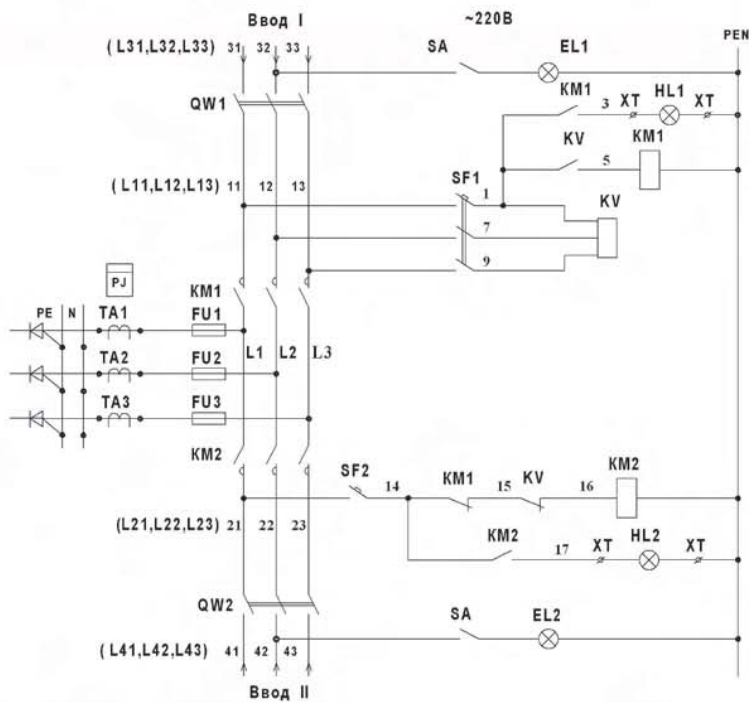 Ввод I
~220В
PEN
( L31,L32,L33) 31 32 33
SA EL1
QW1
KM1 3 XT HL1 XT
KV 5 KM1
(L11,L12,L13) 11 12 13
SF1 1 KV
7
9
PJ
KM1
PE N TA1 FU1
L1 L2 L3
TA2 FU2
TA3 FU3
KM2
SF2 14 KM1 15 KV 16 KM2
(L21,L22,L23) 21 22 23
KM2 17 XT HL2 XT
QW2
SA EL2
( L41,L42,L43) 41 42 43
Ввод II